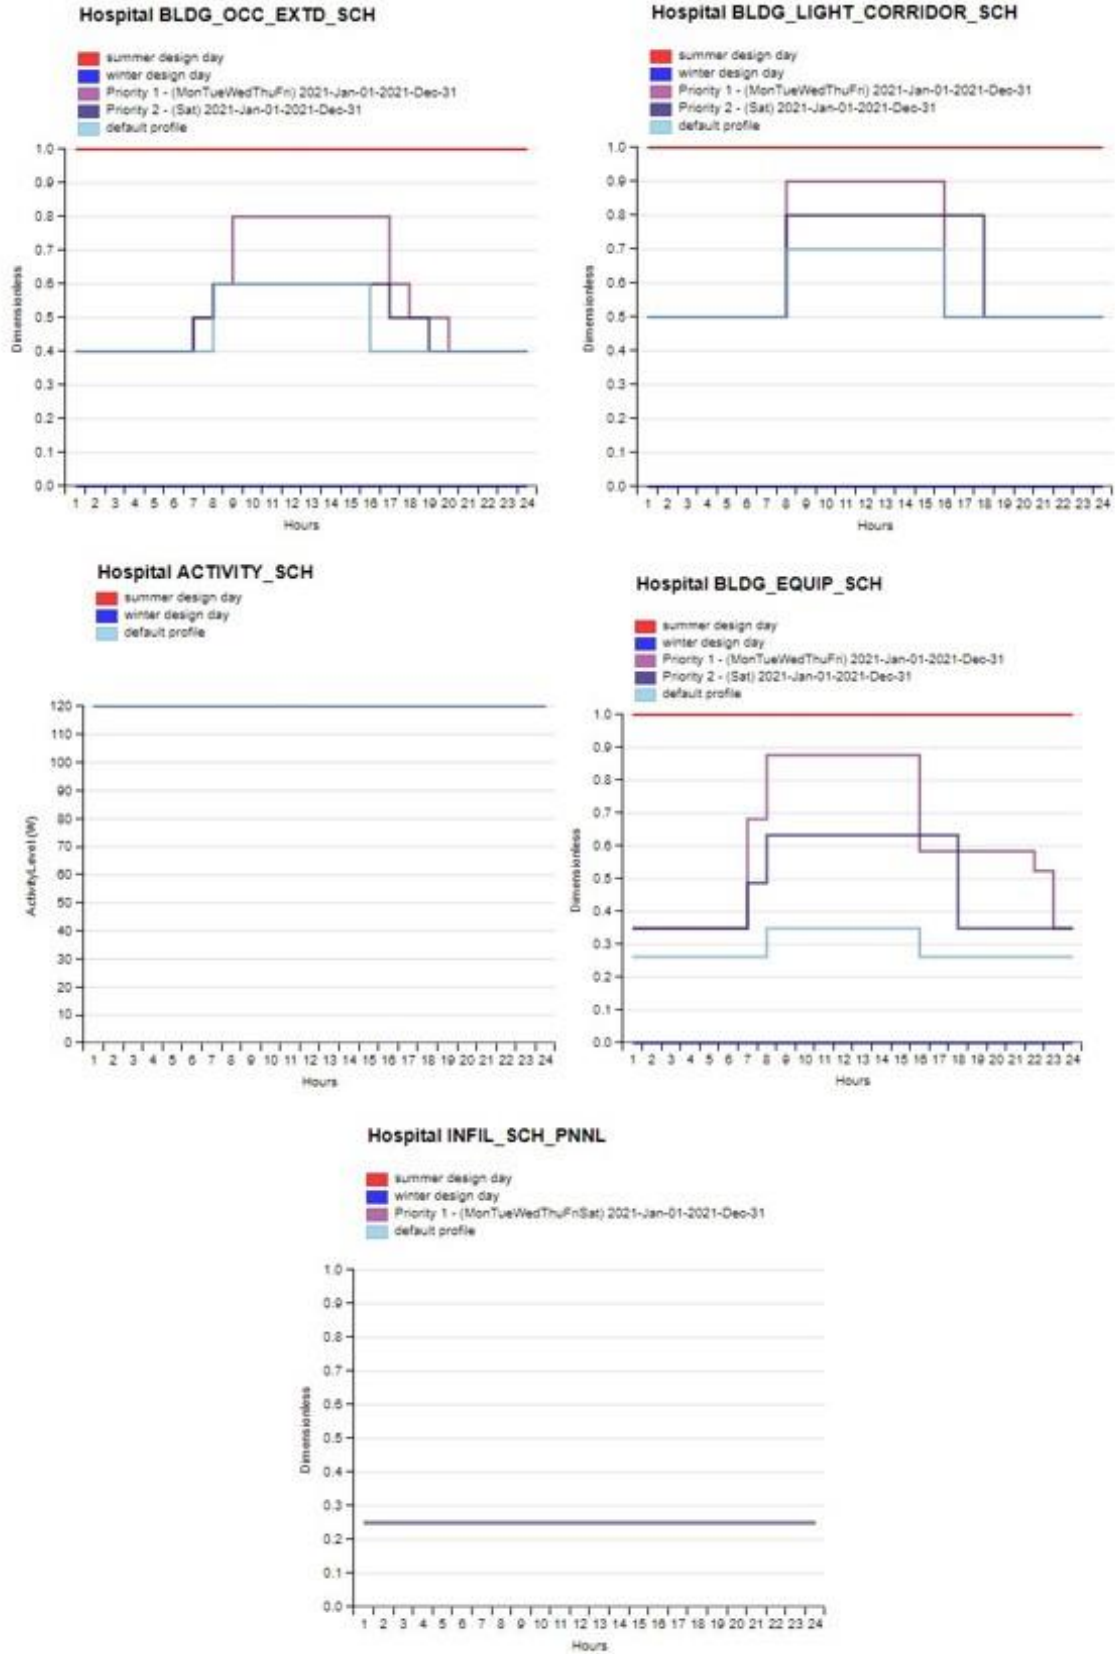 Hospital BLDG_OCC_EXTD_SCH
summer design day
winter design day
Priority 1 - (MonTueWedThuFri) 2021-Jan-01-2021-Dec-31
Priority 2 - (Sat) 2021-Jan-01-2021-Dec-31
default profile
1.0
0.9
0.8
0.7
0.6
0.5
0.4
0.3
0.2
0.1
0.0
Dimensionless
1 2 3 4 5 6 7 8 9 10 11 12 13 14 15 16 17 18 19 20 21 22 23 24
Hours
Hospital BLDG_LIGHT_CORRIDOR_SCH
summer design day
winter design day
Priority 1 - (MonTueWedThuFri) 2021-Jan-01-2021-Dec-31
Priority 2 - (Sat) 2021-Jan-01-2021-Dec-31
default profile
1.0
0.9
0.8
0.7
0.6
0.5
0.4
0.3
0.2
0.1
0.0
Dimensionless
1 2 3 4 5 6 7 8 9 10 11 12 13 14 15 16 17 18 19 20 21 22 23 24
Hours
Hospital ACTIVITY_SCH
summer design day
winter design day
default profile
120
110
100
90
80
70
60
50
40
30
20
10
0
ActivityLevel (W)
1 2 3 4 5 6 7 8 9 10 11 12 13 14 15 16 17 18 19 20 21 22 23 24
Hours
Hospital BLDG_EQUIP_SCH
summer design day
winter design day
Priority 1 - (MonTueWedThuFri) 2021-Jan-01-2021-Dec-31
Priority 2 - (Sat) 2021-Jan-01-2021-Dec-31
default profile
1.0
0.9
0.8
0.7
0.6
0.5
0.4
0.3
0.2
0.1
0.0
Dimensionless
1 2 3 4 5 6 7 8 9 10 11 12 13 14 15 16 17 18 19 20 21 22 23 24
Hours
Hospital INFIL_SCH_PNNL
summer design day
winter design day
Priority 1 - (MonTueWedThuFriSat) 2021-Jan-01-2021-Dec-31
default profile
1.0
0.9
0.8
0.7
0.6
0.5
0.4
0.3
0.2
0.1
0.0
Dimensionless
1 2 3 4 5 6 7 8 9 10 11 12 13 14 15 16 17 18 19 20 21 22 23 24
Hours